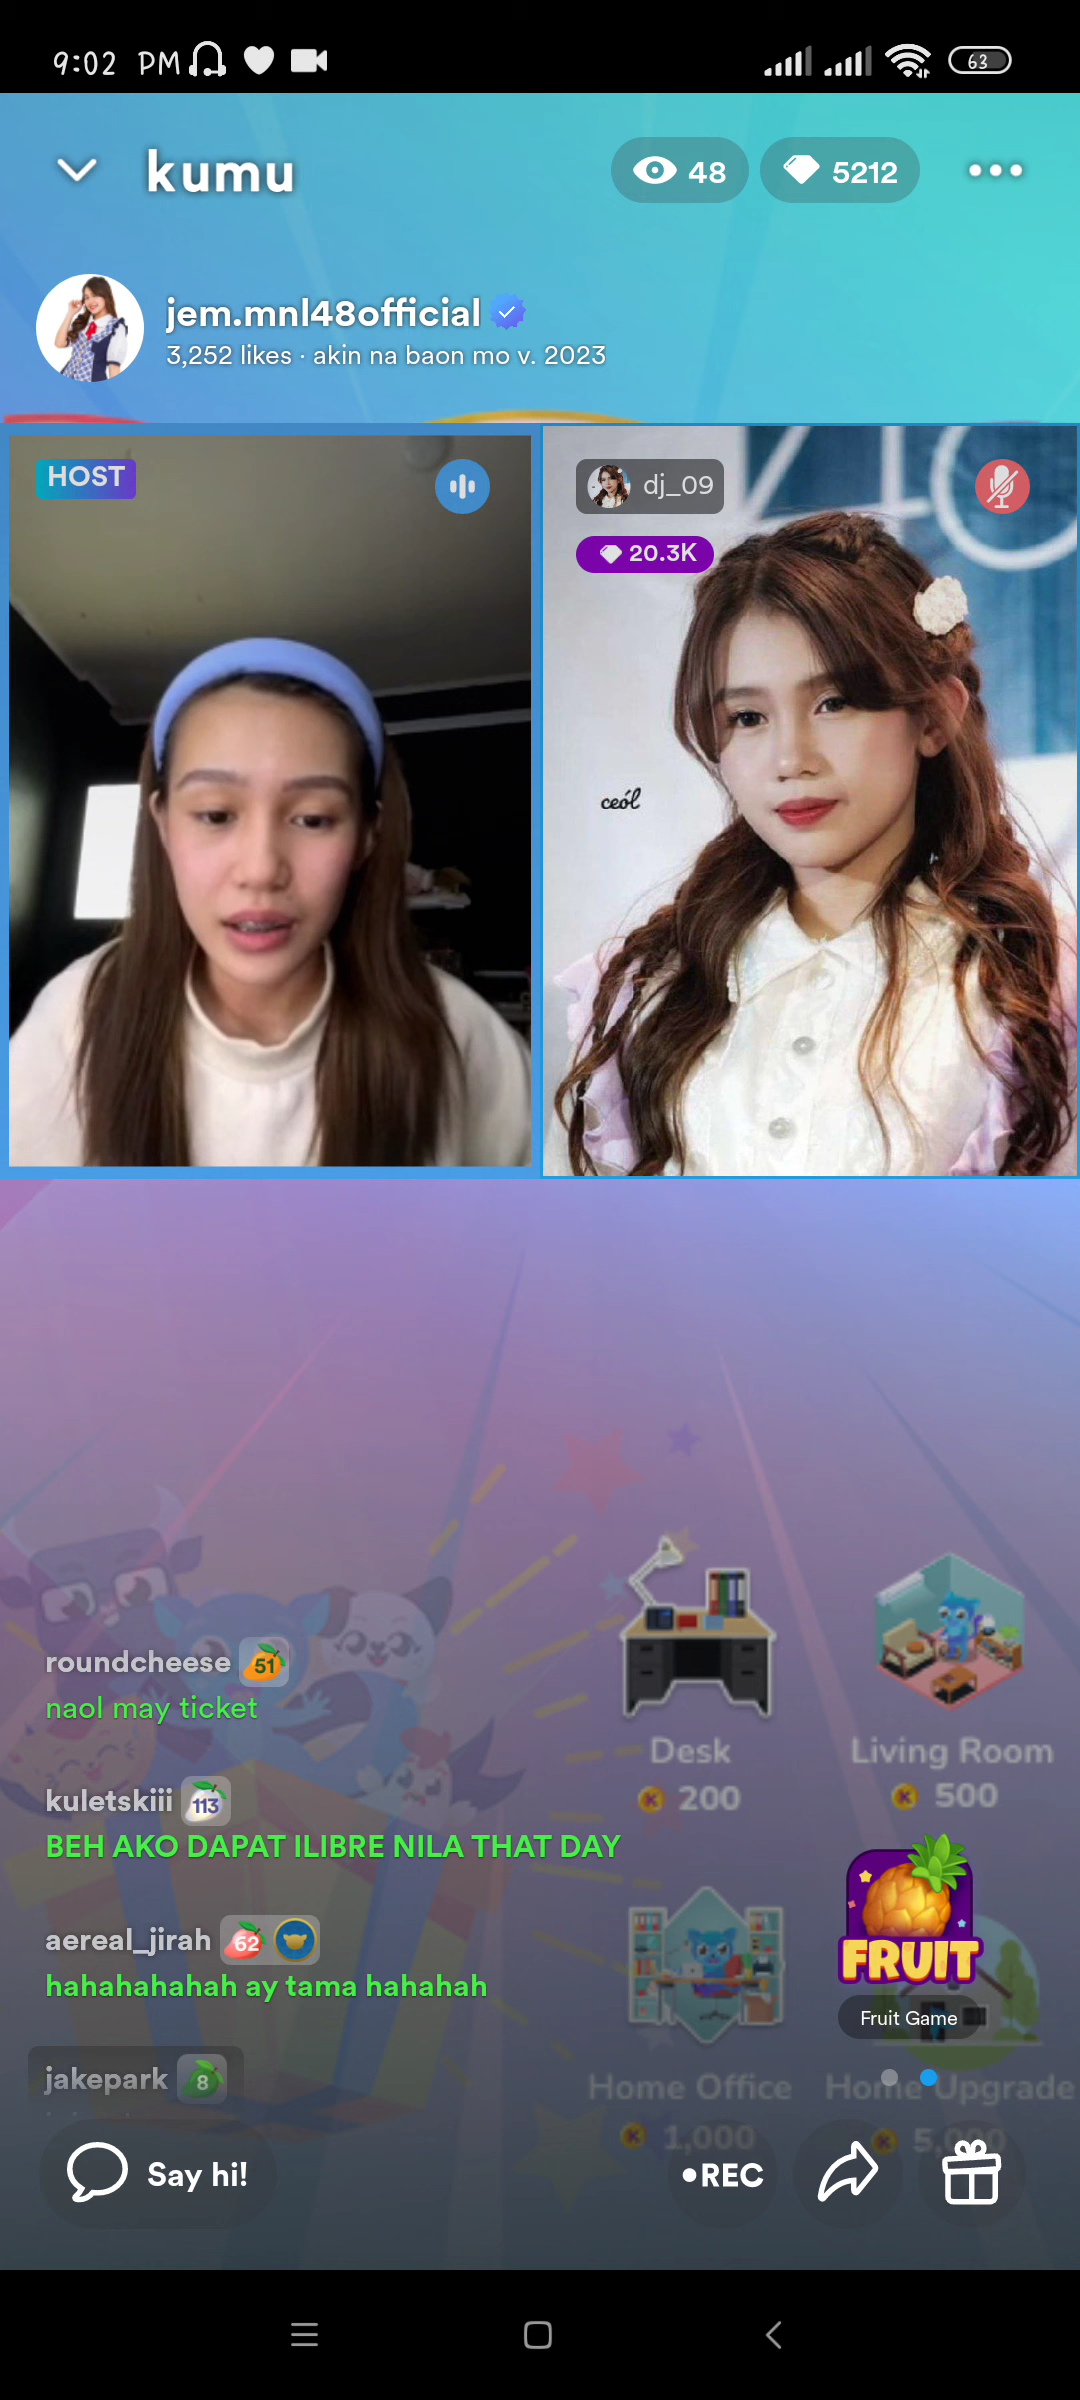 9:02 PM
63
kumu
48
5212
jem.mnl48official
3,252 likes · akin na baon mo v. 2023
HOST
dj_09
20.3K
ceól
roundcheese 51
naol may ticket
kuletskiii 113
BEH AKO DAPAT ILIBRE NILA THAT DAY
aereal_jirah 62
hahahahahah ay tama hahahah
jakepark 8
Desk
200
Living Room
500
FRUIT
Fruit Game
Home Office
1,000
Home Upgrade
Say hi!
REC